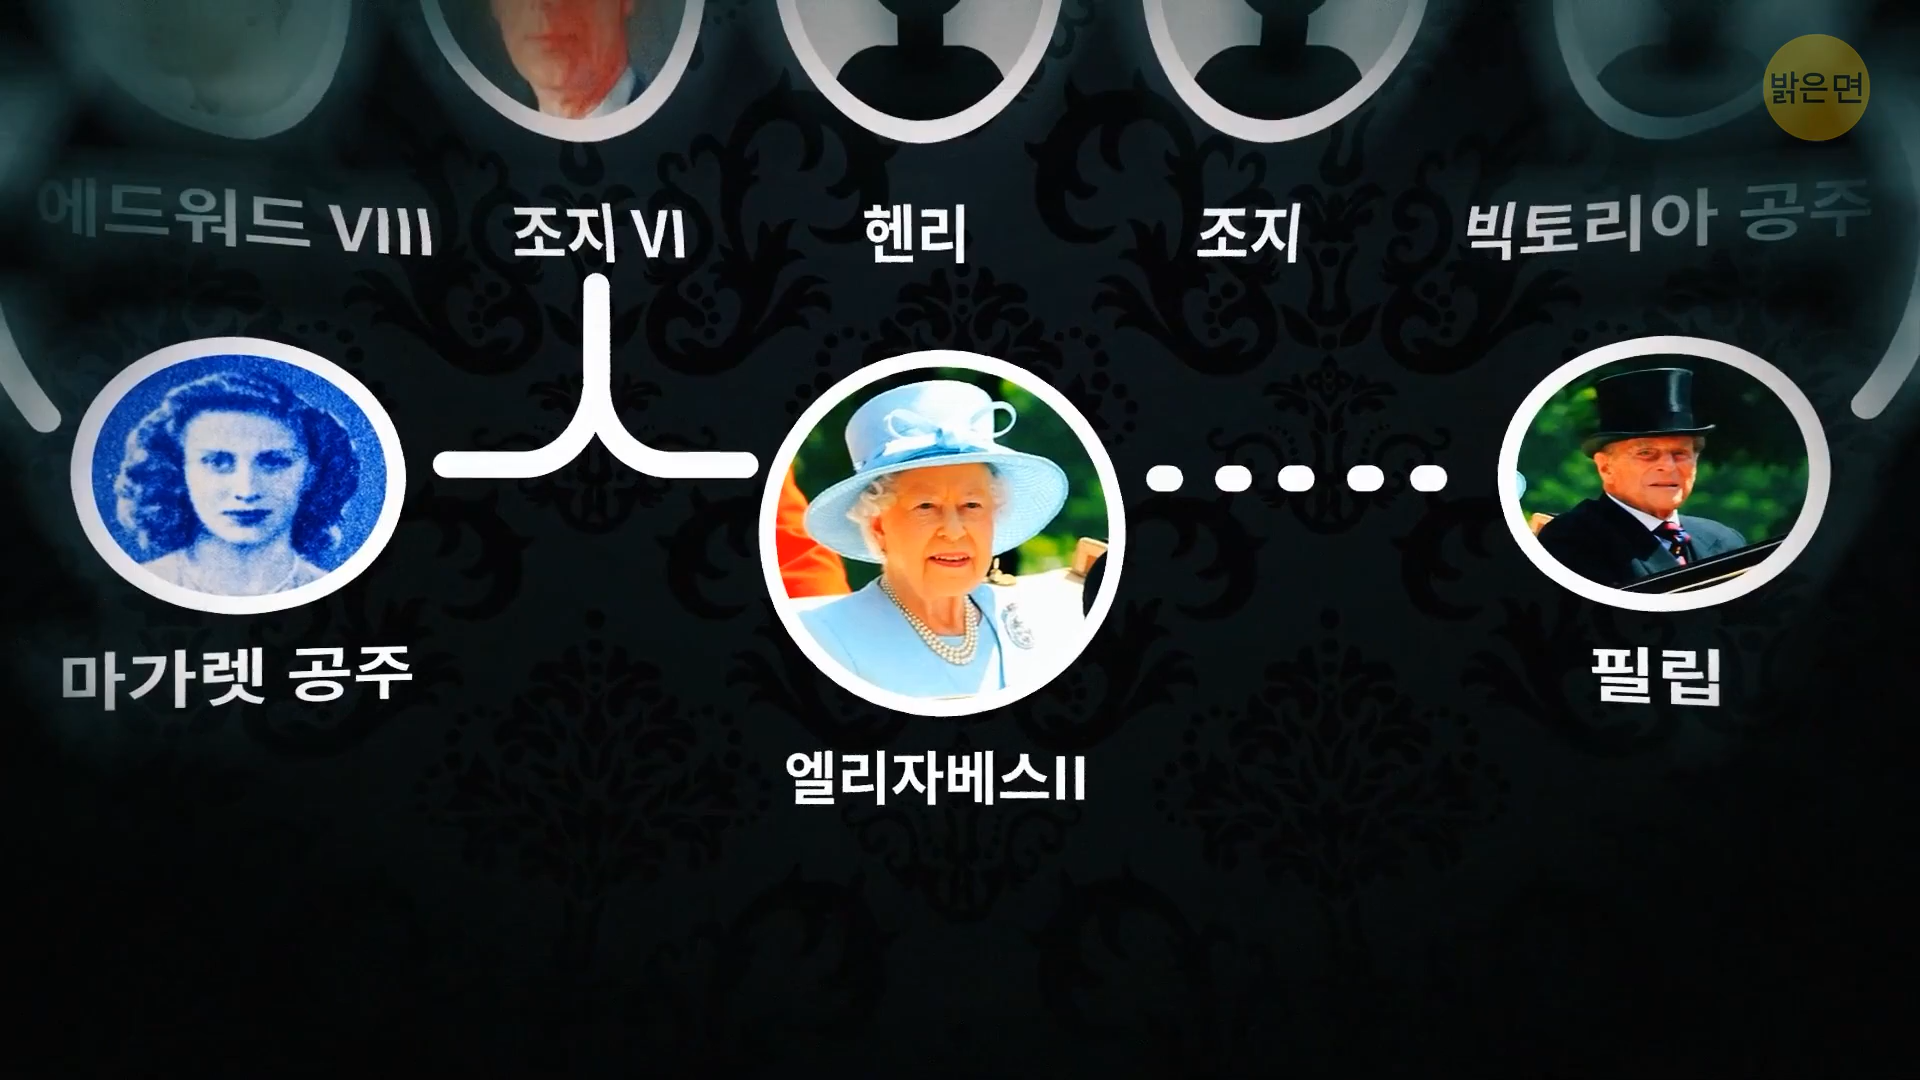 밝은면
에드워드 VIII
조지 VI
헨리
조지
빅토리아 공주
마가렛 공주
엘리자베스II
필립